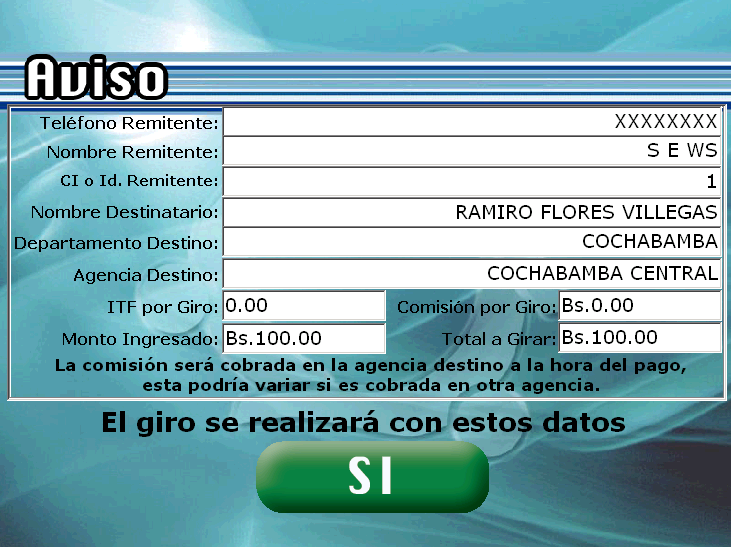 Aviso
Teléfono Remitente: XXXXXXXX
Nombre Remitente: S E WS
CI o Id. Remitente: 1
Nombre Destinatario: RAMIRO FLORES VILLEGAS
Departamento Destino: COCHABAMBA
Agencia Destino: COCHABAMBA CENTRAL
ITF por Giro: 0.00 Comisión por Giro: Bs.0.00
Monto Ingresado: Bs.100.00 Total a Girar: Bs.100.00
La comisión será cobrada en la agencia destino a la hora del pago,
esta podría variar si es cobrada en otra agencia.
El giro se realizará con estos datos
SI